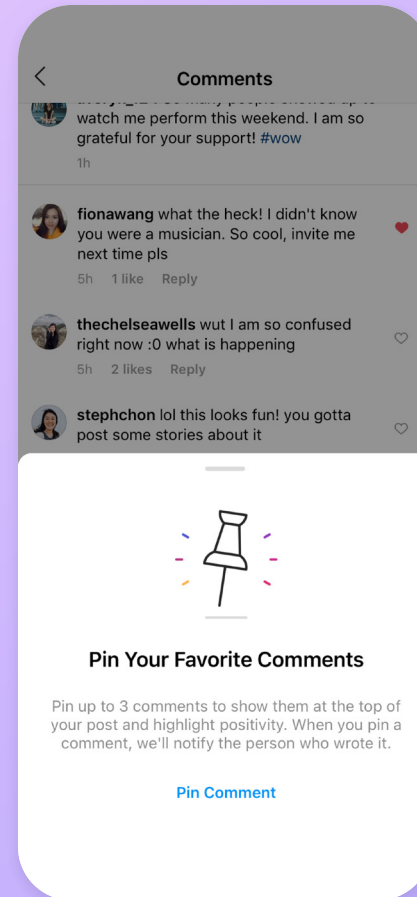 Comments
watch me perform this weekend. I am so
grateful for your support! #wow
1h
fionawang what the heck! I didn't know
you were a musician. So cool, invite me
next time pls
5h 1 like Reply
thechelseawells wut I am so confused
right now :0 what is happening
5h 2 likes Reply
stephchon lol this looks fun! you gotta
post some stories about it
Pin Your Favorite Comments
Pin up to 3 comments to show them at the top of
your post and highlight positivity. When you pin a
comment, we'll notify the person who wrote it.
Pin Comment